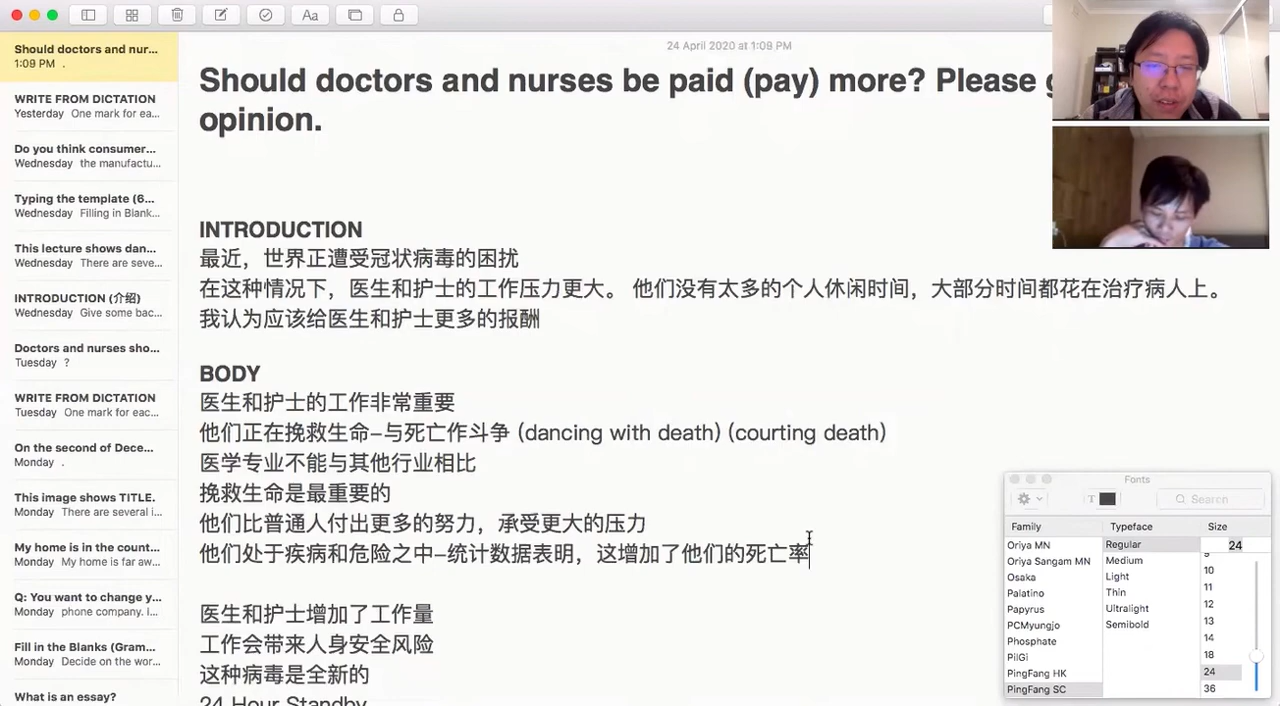 Should doctors and nur...
1:09 PM .
WRITE FROM DICTATION
Yesterday One mark for ea...
Do you think consumer...
Wednesday the manufactu...
Typing the template (6...
Wednesday Filling in Blank...
This lecture shows dan...
Wednesday There are seve...
INTRODUCTION (介绍)
Wednesday Give some bac...
Doctors and nurses sho...
Tuesday ?
WRITE FROM DICTATION
Tuesday One mark for each...
On the second of Dece...
Monday .
This image shows TITLE.
Monday There are several i...
My home is in the count...
Monday My home is far aw...
Q: You want to change y...
Monday phone company. I...
Fill in the Blanks (Gram...
Monday Decide on the wor...
What is an essay?
Aa
24 April 2020 at 1:09 PM
Should doctors and nurses be paid (pay) more? Please
opinion.
INTRODUCTION
最近，世界正遭受冠状病毒的困扰
在这种情况下，医生和护士的工作压力更大。 他们没有太多的个人休闲时间，大部分时间都花在治疗病人上。
我认为应该给医生和护士更多的报酬
BODY
医生和护士的工作非常重要
他们正在挽救生命–与死亡作斗争 (dancing with death) (courting death)
医学专业不能与其他行业相比
挽救生命是最重要的
他们比普通人付出更多的努力，承受更大的压力
他们处于疾病和危险之中–统计数据表明，这增加了他们的死亡率
医生和护士增加了工作量
工作会带来人身安全风险
这种病毒是全新的
24 Hour Standby
Fonts
T
Search
Family Typeface Size
Oriya MN
Oriya Sangam MN
Osaka
Palatino
Papyrus
PCMyungjo
Phosphate
PilGi
PingFang HK
PingFang SC
Regular
Medium
Light
Thin
Ultralight
Semibold
24
9
10
11
12
13
14
18
24
36